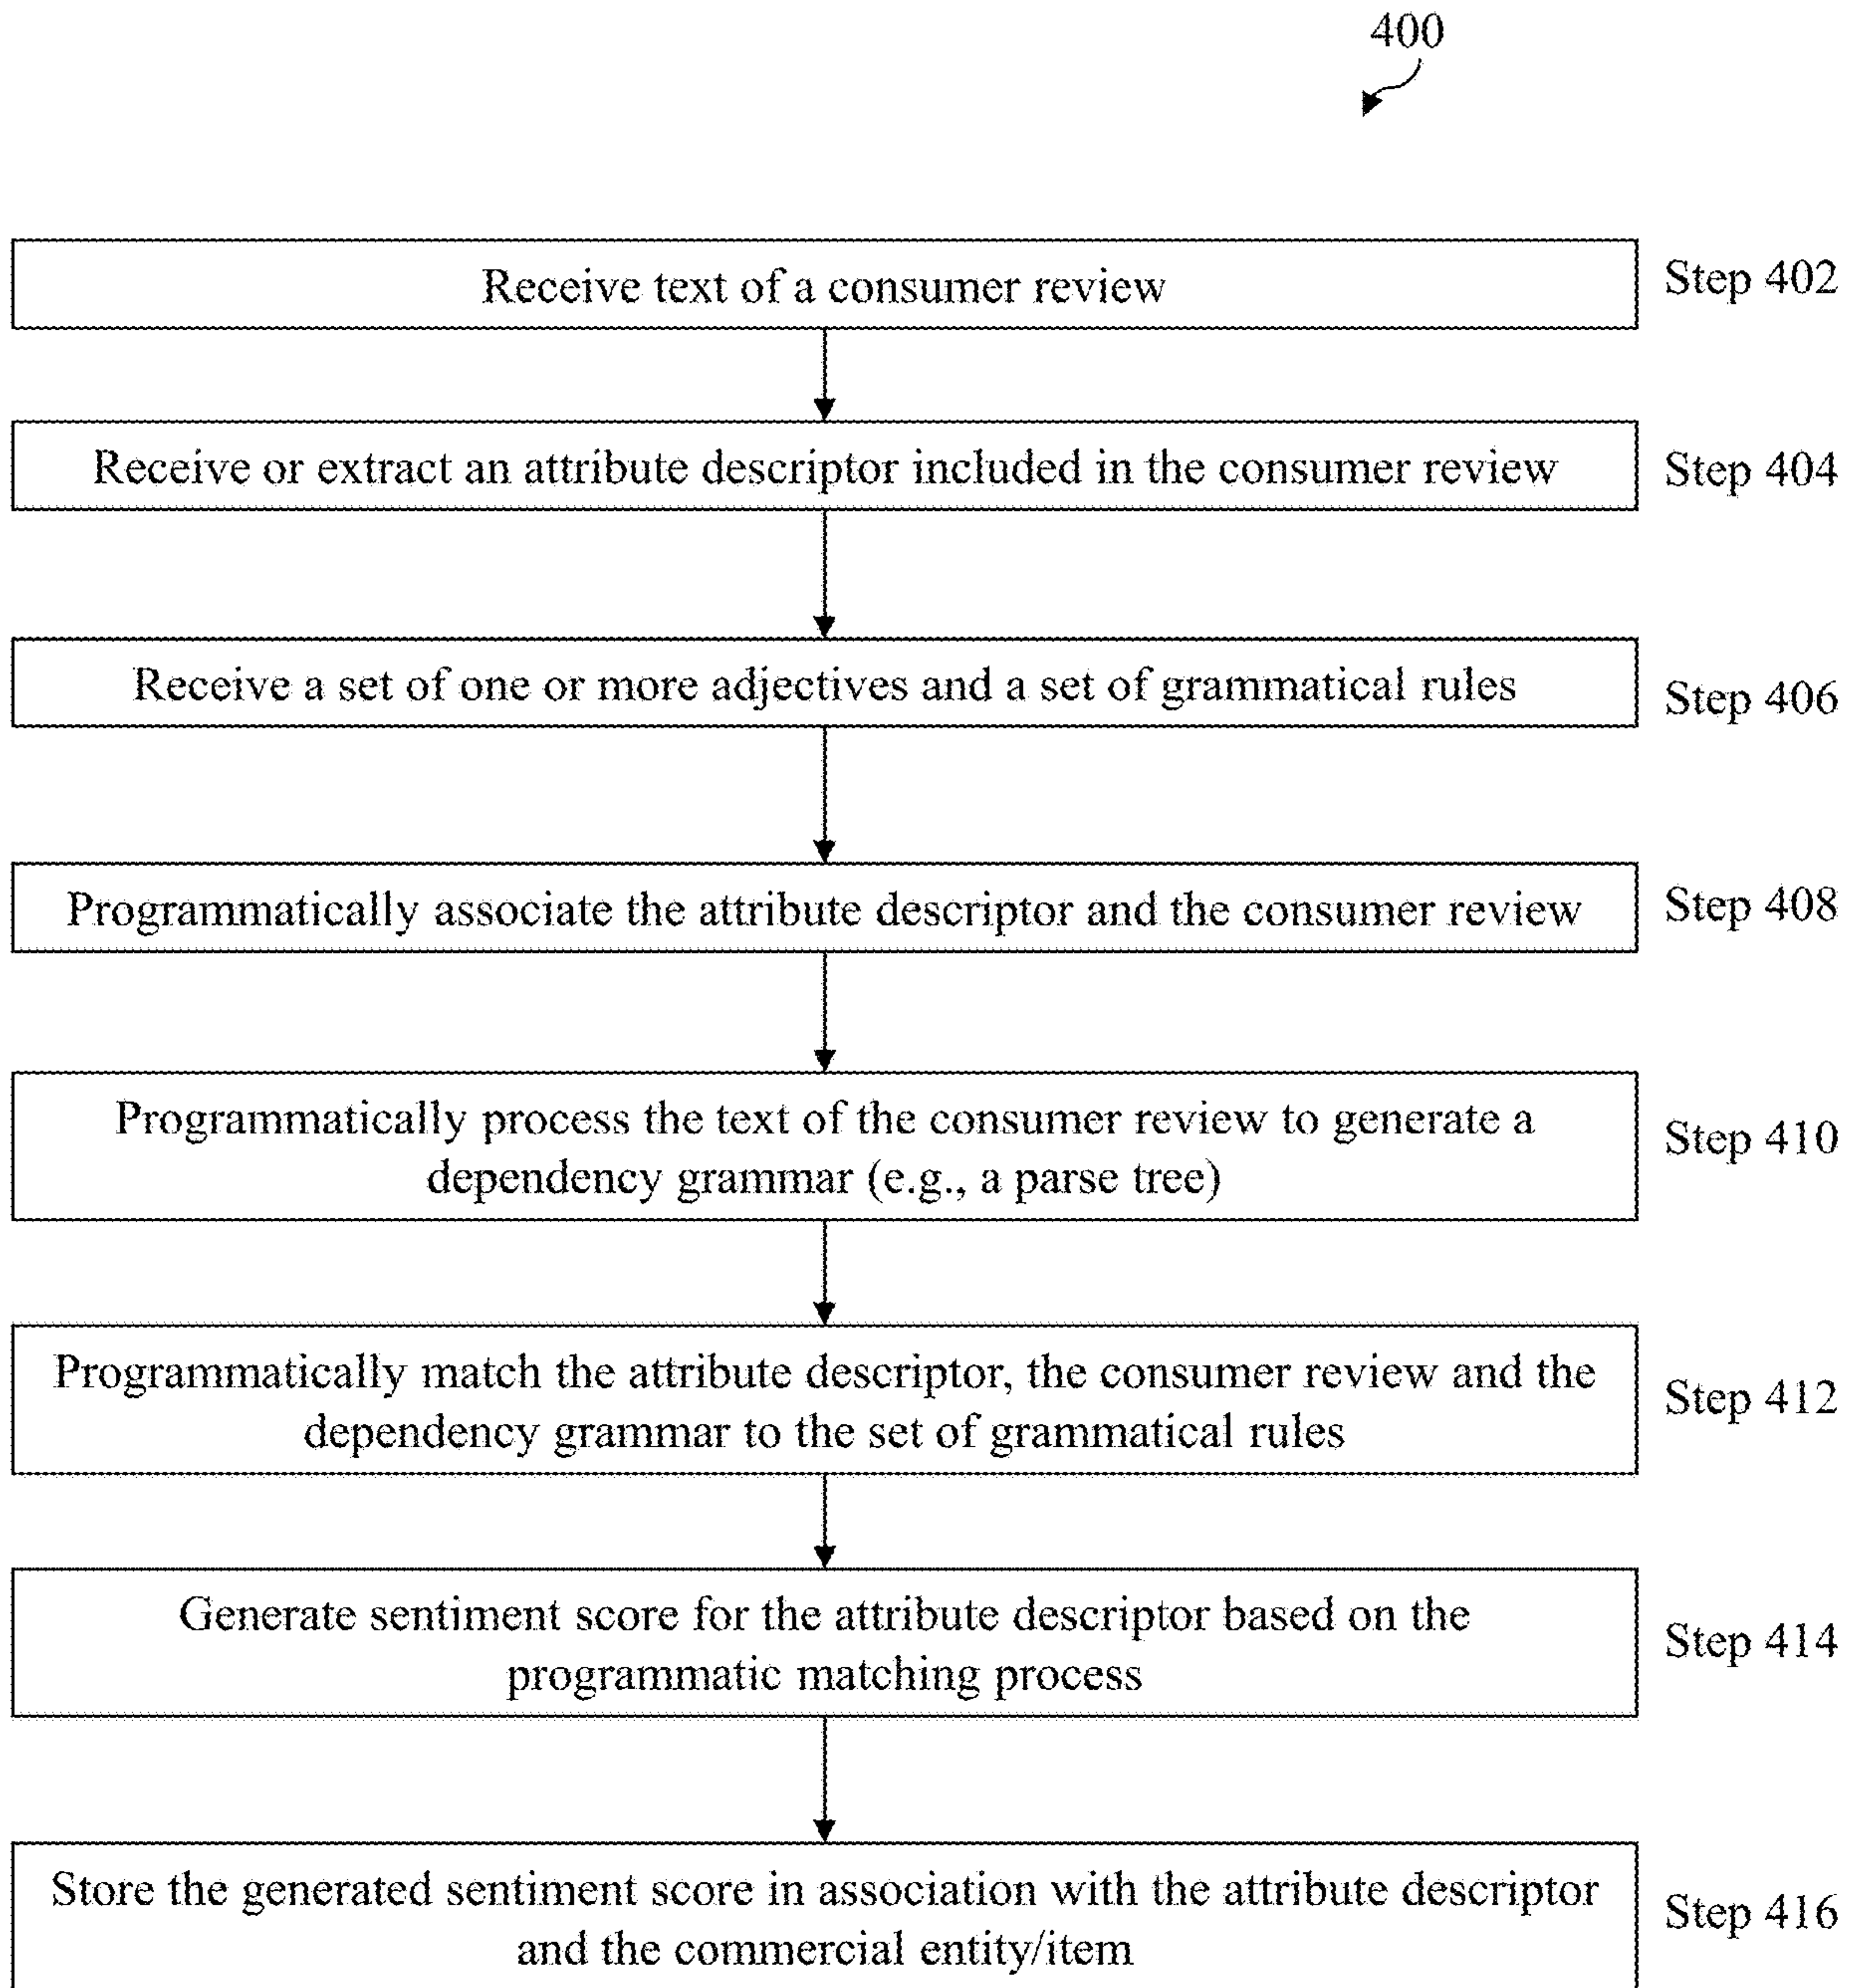 400
Receive text of a consumer review
Step 402
Receive or extract an attribute descriptor included in the consumer review
Step 404
Receive a set of one or more adjectives and a set of grammatical rules
Step 406
Programmatically associate the attribute descriptor and the consumer review
Step 408
Programmatically process the text of the consumer review to generate a
dependency grammar (e.g., a parse tree)
Step 410
Programmatically match the attribute descriptor, the consumer review and the
dependency grammar to the set of grammatical rules
Step 412
Generate sentiment score for the attribute descriptor based on the
programmatic matching process
Step 414
Store the generated sentiment score in association with the attribute descriptor
and the commercial entity/item
Step 416